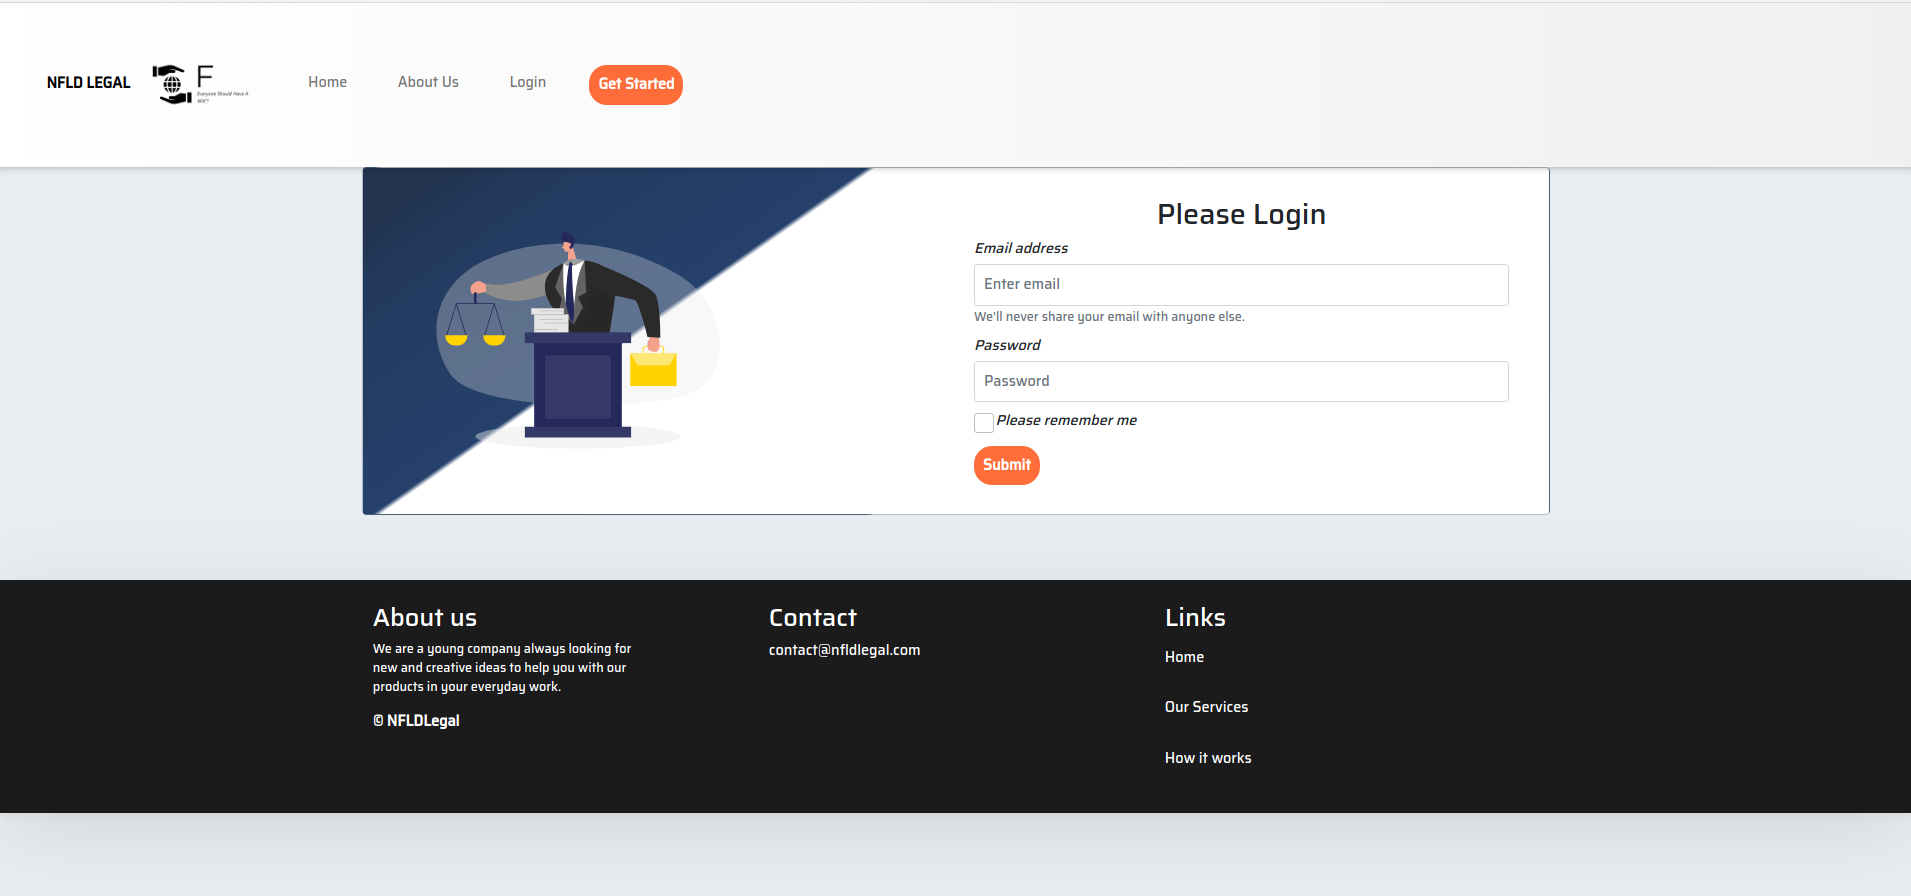 NFLD LEGAL
F
Everyone Should Have A
Will"!
Home
About Us
Login
Get Started
Please Login
Email address
Enter email
We'll never share your email with anyone else.
Password
Password
Please remember me
Submit
About us
We are a young company always looking for
new and creative ideas to help you with our
products in your everyday work.
© NFLDLegal
Contact
contact@nfldlegal.com
Links
Home
Our Services
How it works